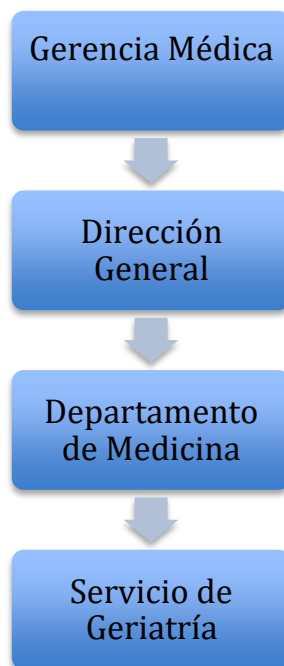 Gerencia Médica
Dirección
General
Departamento
de Medicina
Servicio de
Geriatría